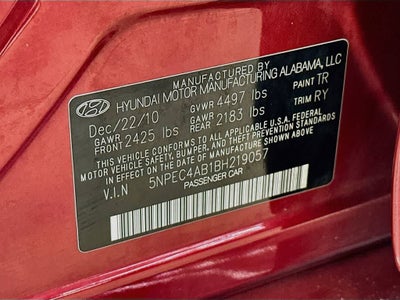 MANUFACTURED BY
HYUNDAI MOTOR MANUFACTURING ALABAMA, LLC
Dec/22/10 GVWR 4497 lbs PAINT TR
GAWR FRONT 2425 lbs GAWR REAR 2183 lbs TRIM RY
THIS VEHICLE CONFORMS TO ALL APPLICABLE U.S.A. FEDERAL
MOTOR VEHICLE SAFETY, BUMPER, AND THEFT PREVENTION STANDARDS
IN EFFECT ON THE DATE OF MANUFACTURE SHOWN ABOVE.
V.I.N 5NPEC4AB1BH219057
PASSENGER CAR